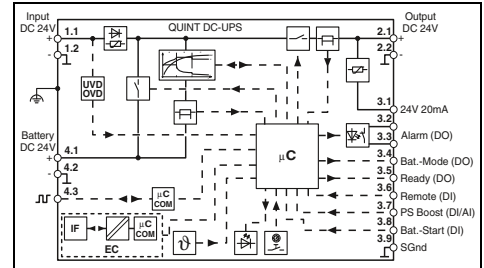 Input
DC 24V
QUINT DC-UPS
Output
DC 24V
+ 1.1
- 1.2
2.1 +
2.2 -
UVD
OVD
3.1
24V 20mA
3.2
3.3
Alarm (DO)
Battery
DC 24V
+ 4.1
- 4.2
4.3
µC
3.4
Bat.-Mode (DO)
3.5
Ready (DO)
3.6
Remote (DI)
3.7
PS Boost (DI/AI)
3.8
Bat.-Start (DI)
3.9
SGnd
µC
COM
IF
µC
COM
EC
ϑ